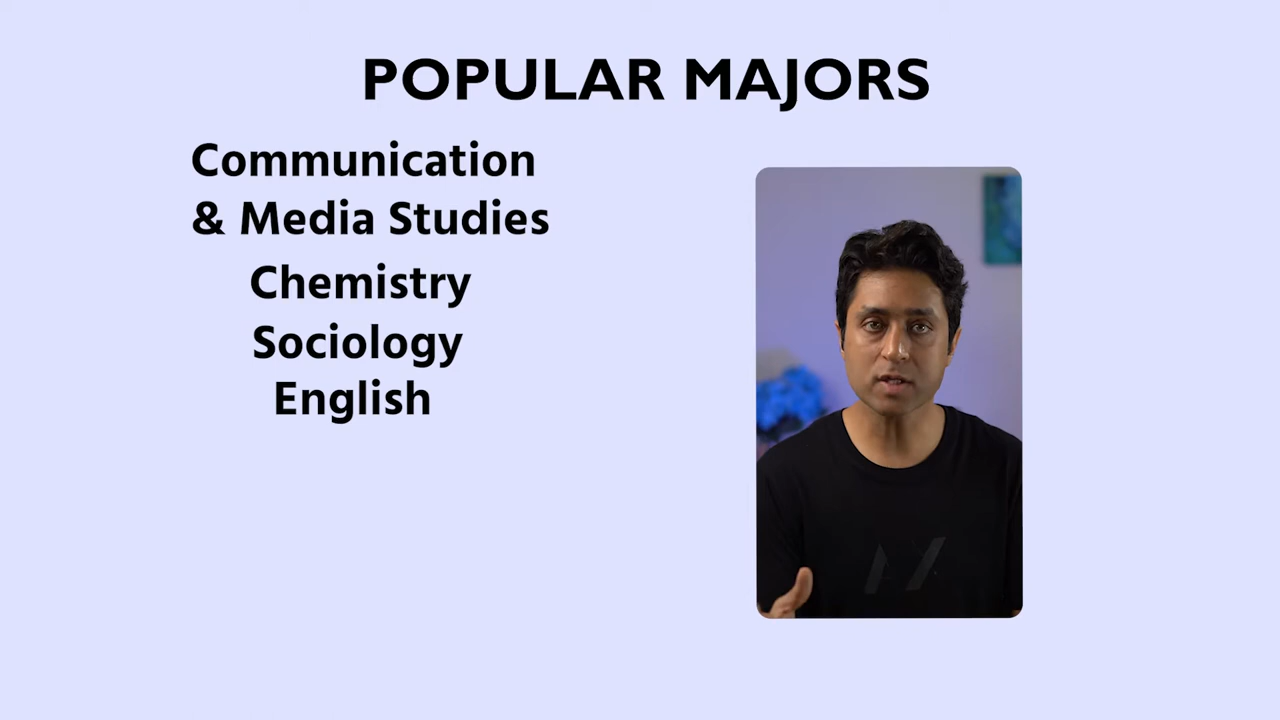 POPULAR MAJORS
Communication
& Media Studies
Chemistry
Sociology
English